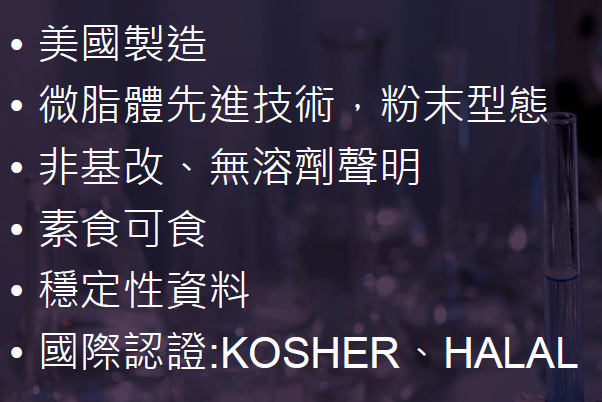 • 美國製造
• 微脂體先進技術，粉末型態
• 非基改、無溶劑聲明
• 素食可食
• 穩定性資料
• 國際認證:KOSHER、HALAL